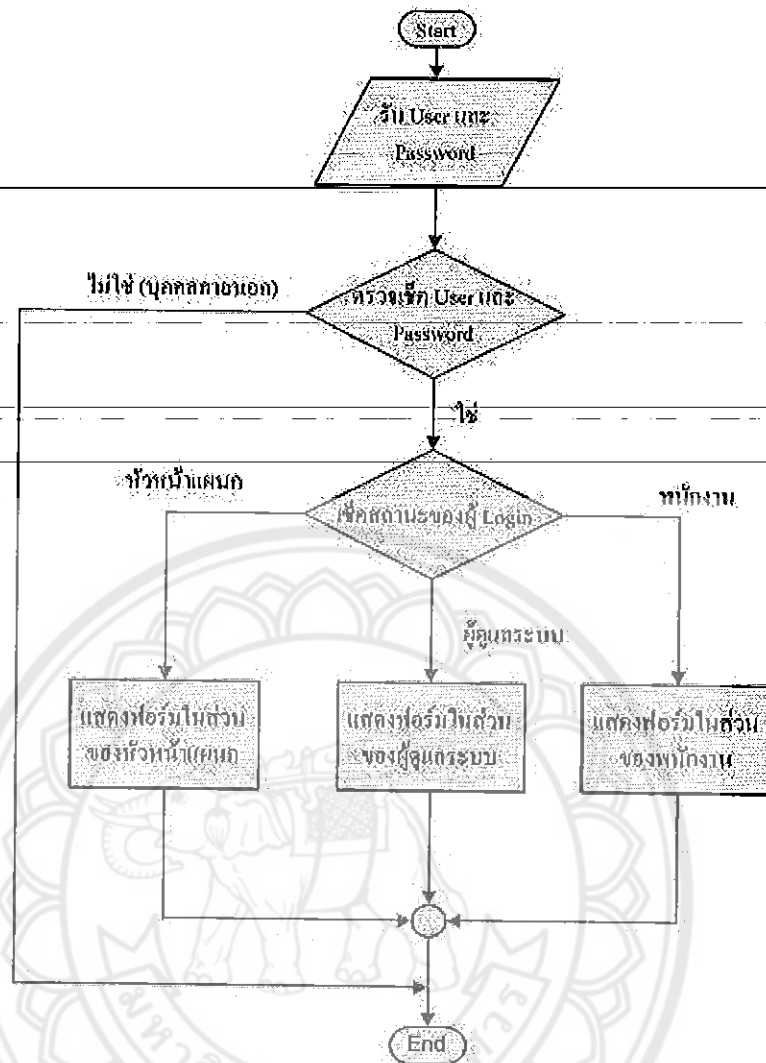 Start
รับ User และ
Password
ไม่ใช่ (บุคคลภายนอก)
ตรวจเช็ค User และ
Password
ใช่
หัวหน้าแผนก
พนักงาน
เช็คสถานะของผู้ Login
ผู้ดูแลระบบ
แสดงฟอร์มในส่วน
ของหัวหน้าแผนก
แสดงฟอร์มในส่วน
ของผู้ดูแลระบบ
แสดงฟอร์มในส่วน
ของพนักงาน
End